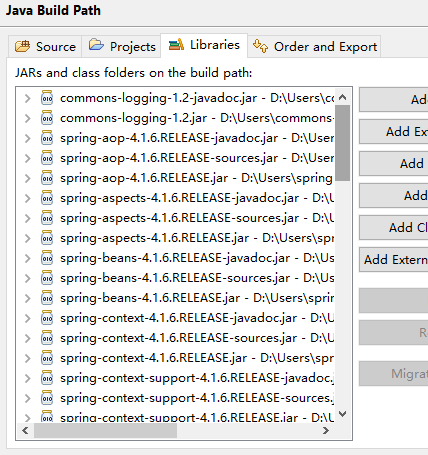 Java Build Path
Source Projects Libraries Order and Export
JARs and class folders on the build path:
commons-logging-1.2-javadoc.jar - D:\Users\co
commons-logging-1.2.jar - D:\Users\commons-
spring-aop-4.1.6.RELEASE-javadoc.jar - D:\Use
spring-aop-4.1.6.RELEASE-sources.jar - D:\Use
spring-aop-4.1.6.RELEASE.jar - D:\Users\spring
spring-aspects-4.1.6.RELEASE-javadoc.jar - D:\
spring-aspects-4.1.6.RELEASE-sources.jar - D:\
spring-aspects-4.1.6.RELEASE.jar - D:\Users\spr
spring-beans-4.1.6.RELEASE-javadoc.jar - D:\U
spring-beans-4.1.6.RELEASE-sources.jar - D:\U
spring-beans-4.1.6.RELEASE.jar - D:\Users\sprin
spring-context-4.1.6.RELEASE-javadoc.jar - D:\
spring-context-4.1.6.RELEASE-sources.jar - D:\
spring-context-4.1.6.RELEASE.jar - D:\Users\sp
spring-context-support-4.1.6.RELEASE-javadoc.
spring-context-support-4.1.6.RELEASE-sources.
spring-context-support-4.1.6.RELEASE.jar - D:\U
Add
Add Ext
Add
Add
Add Cl
Add Extern
R
Migrat